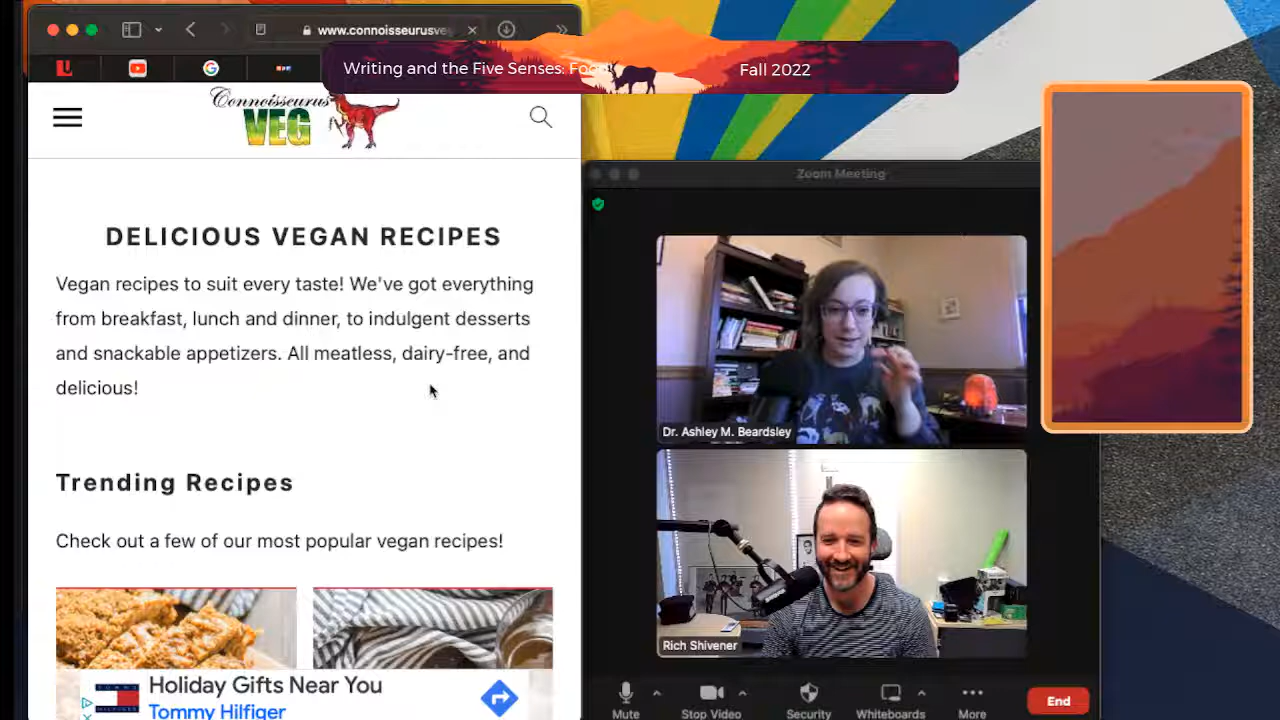 www.connoisseurusve
Writing and the Five Senses: Food
Fall 2022
Connoisseurus
VEG
DELICIOUS VEGAN RECIPES
Vegan recipes to suit every taste! We've got everything
from breakfast, lunch and dinner, to indulgent desserts
and snackable appetizers. All meatless, dairy-free, and
delicious!
Trending Recipes
Check out a few of our most popular vegan recipes!
Holiday Gifts Near You
Tommy Hilfiger
Zoom Meeting
Dr. Ashley M. Beardsley
Rich Shivener
Mute
Stop Video
Security
Whiteboards
More
End